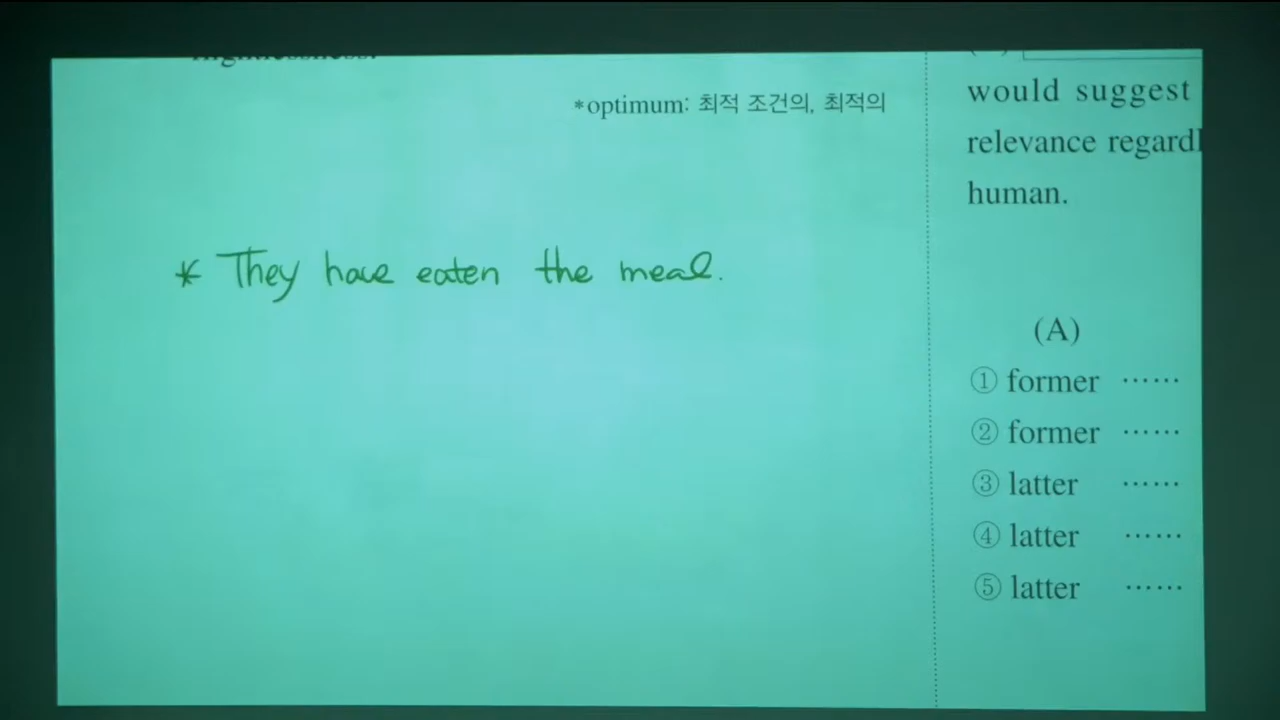 *optimum: 최적 조건의, 최적의
* They have eaten the meal.
would suggest
relevance
human.
(A)
① former ······
② former ······
③ latter ······
④ latter ······
⑤ latter ······